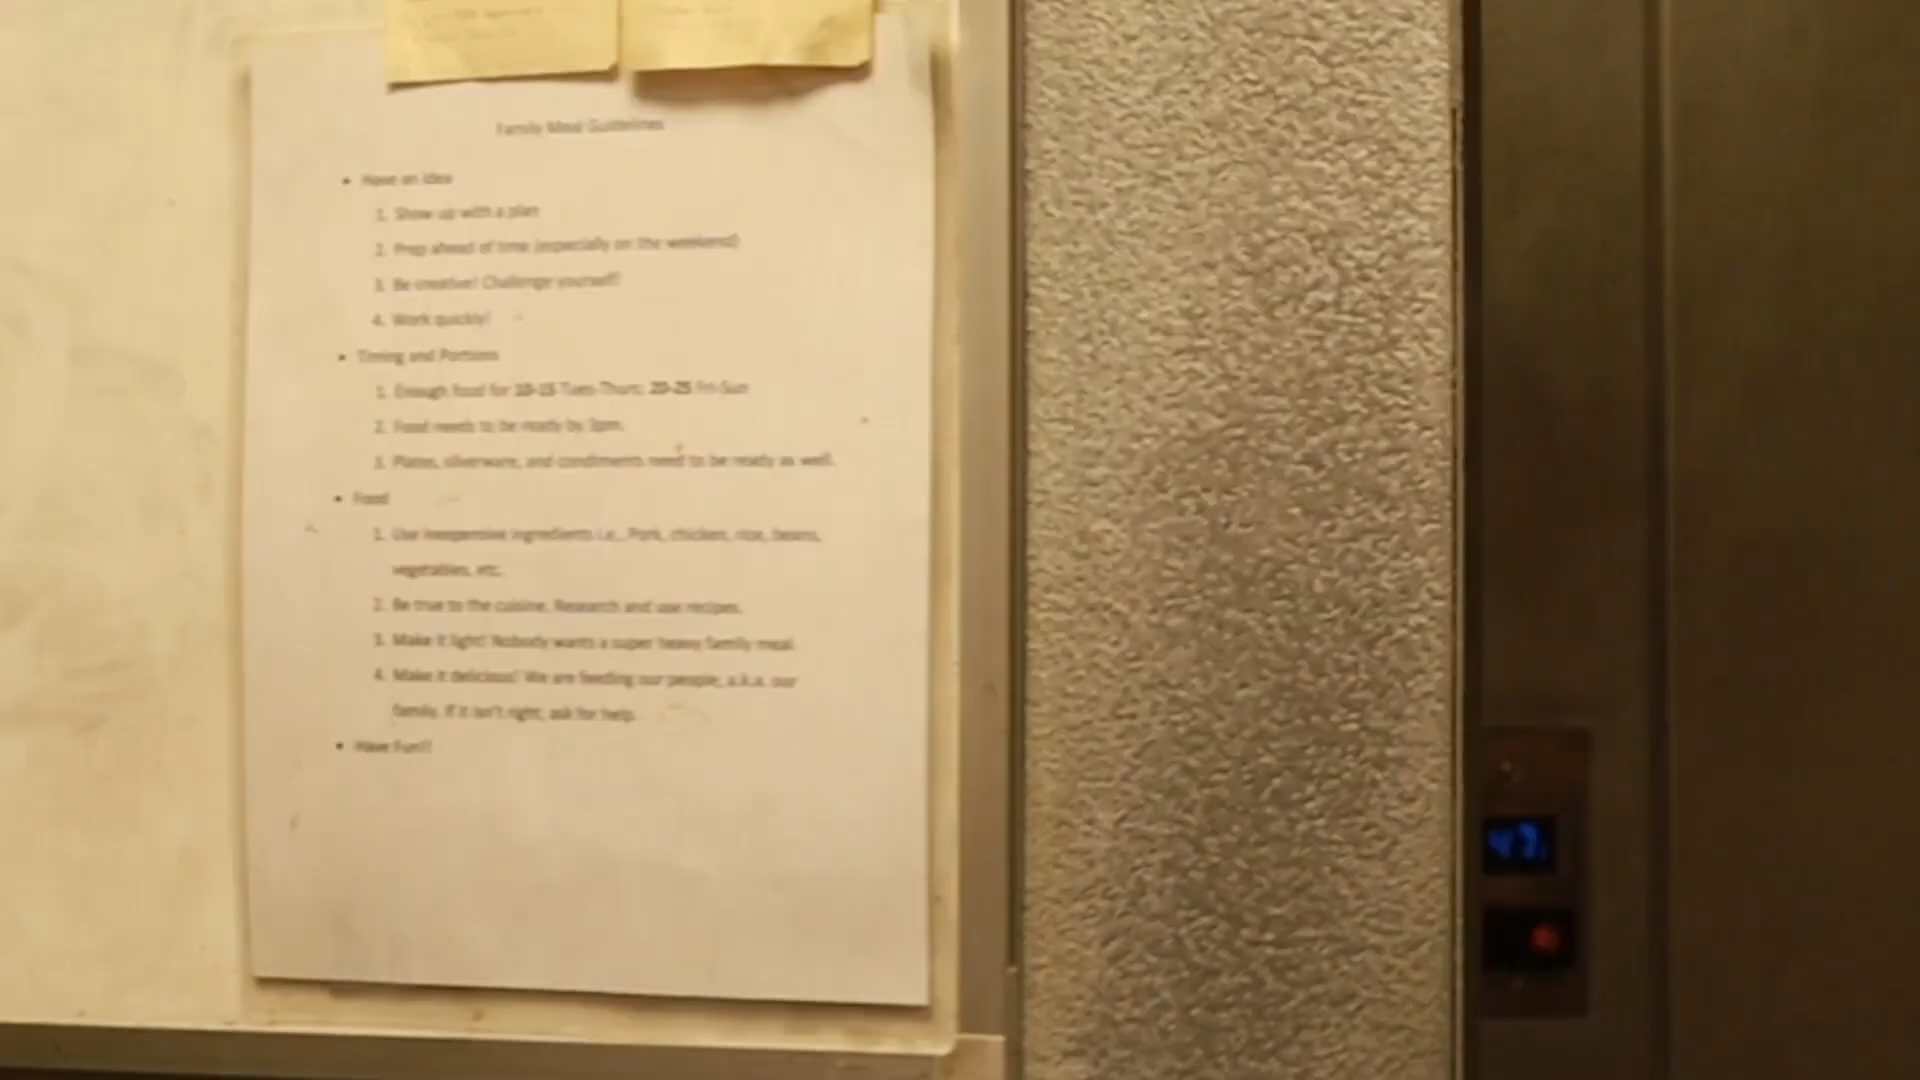 Family Meal Guidelines
• Have an idea
1. Show up with a plan
2. Prep ahead of time (especially on the weekend)
3. Be creative! Challenge yourself!
4. Work quickly!
• Timing and Portions
1. Enough food for 10-15 Tues-Thurs; 20-25 Fri-Sun
2. Food needs to be ready by 3pm.
3. Plates, silverware, and condiments need to be ready as well.
• Food
1. Use inexpensive ingredients i.e., Pork, chicken, rice, beans,
vegetables, etc.
2. Be true to the cuisine. Research and use recipes.
3. Make it light! Nobody wants a super heavy family meal.
4. Make it delicious! We are feeding our people, a.k.a. our
family. If it isn't right, ask for help.
• Have Fun!!